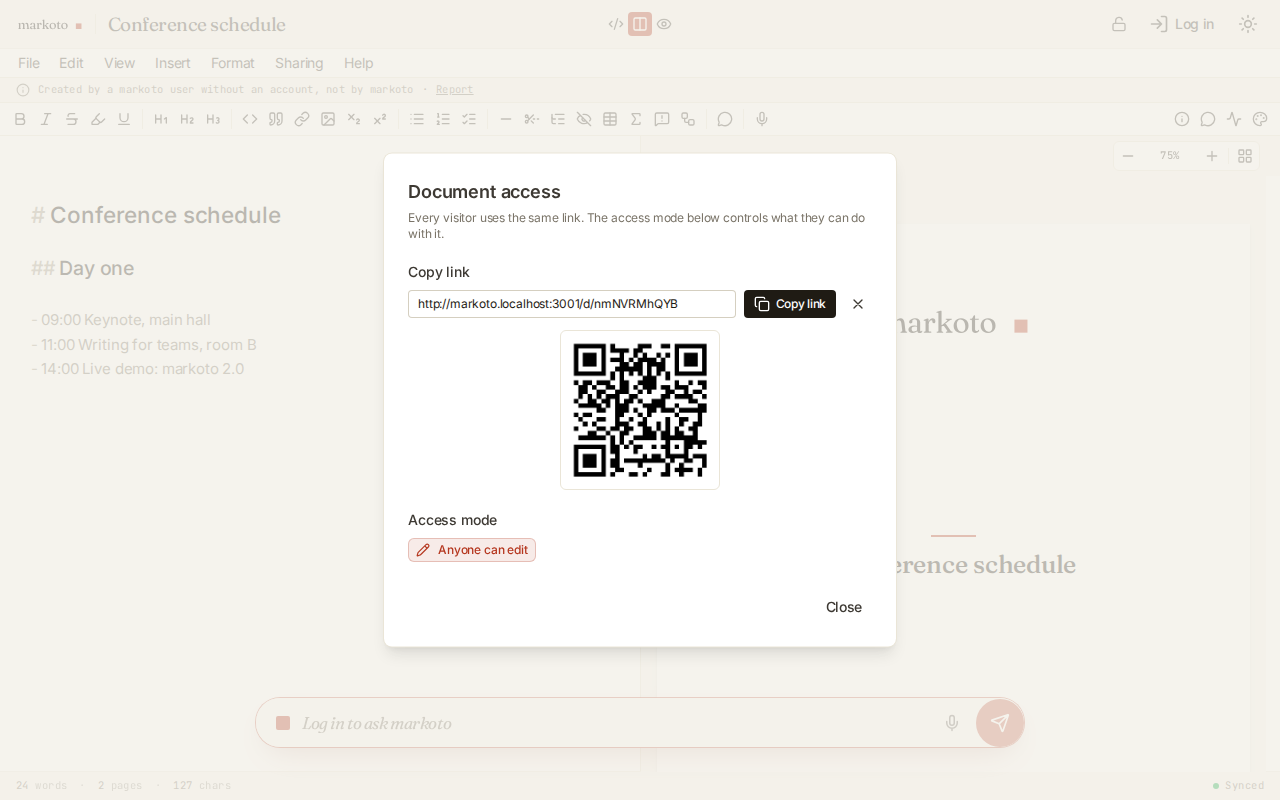 markoto
Conference schedule
Log in
File Edit View Insert Format Sharing Help
Created by a markoto user without an account, not by markoto · Report
H1 H2 H3
75%
# Conference schedule
## Day one
- 09:00 Keynote, main hall
- 11:00 Writing for teams, room B
- 14:00 Live demo: markoto 2.0
Document access
Every visitor uses the same link. The access mode below controls what they can do
with it.
Copy link
http://markoto.localhost:3001/d/nmNVRMhQYB
Copy link
Access mode
Anyone can edit
Close
arkoto
erence schedule
Log in to ask markoto
24 words · 2 pages · 127 chars
Synced